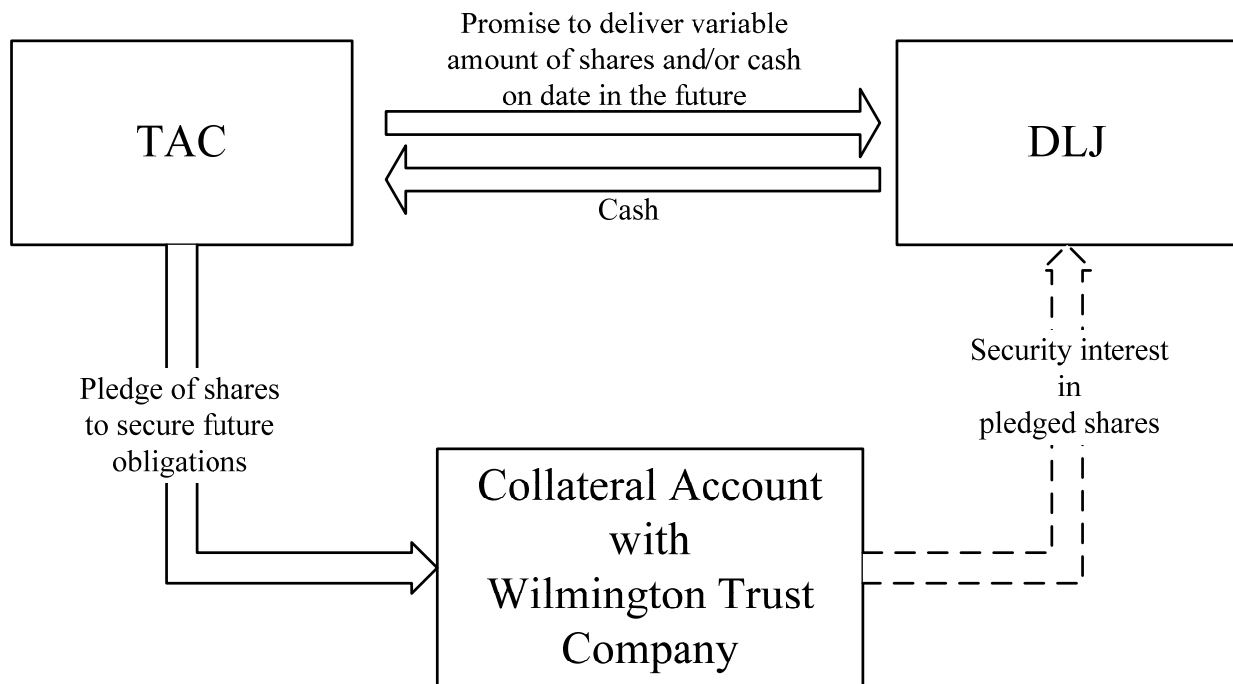 Promise to deliver variable
amount of shares and/or cash
on date in the future
TAC
DLJ
Cash
Pledge of shares
to secure future
obligations
Security interest
in
pledged shares
Collateral Account
with
Wilmington Trust
Company